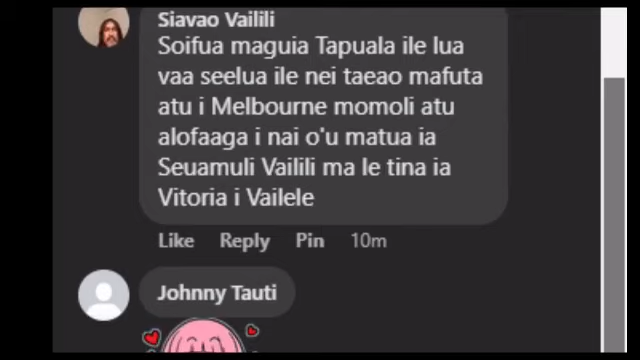 Siavao Vailili
Soifua maguia Tapuala ile lua
vaa seelua ile nei taeao mafuta
atu i Melbourne momoli atu
alofaaga i nai o'u matua ia
Seuamuli Vailili ma le tina ia
Vitoria i Vailele
Like Reply Pin 10m
Johnny Tauti